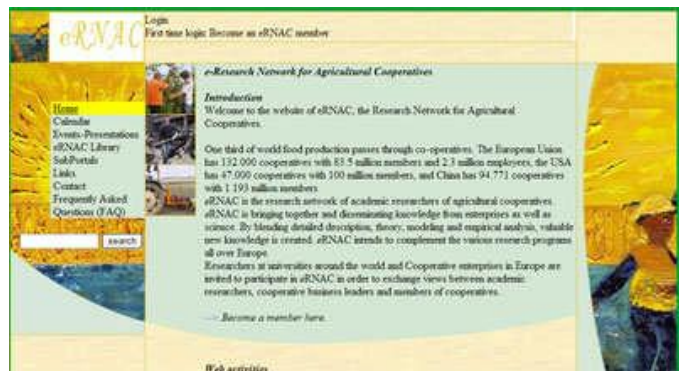 eRNAC
Login
First time login: Become an eRNAC member
e-Research Network for Agricultural Cooperatives
Home
Calendar
Events-Presentations
eRNAC Library
SubPortals
Links
Contact
Frequently Asked
Questions (FAQ)
search
Introduction
Welcome to the website of eRNAC, the Research Network for Agricultural
Cooperatives.
One third of world food production passes through co-operatives. The European Union
has 132 000 cooperatives with 83.5 million members and 2.3 million employees, the USA
has 47.000 cooperatives with 100 million members, and China has 94.771 cooperatives
with 1 193 million members
eRNAC is the research network of academic researchers of agricultural cooperatives.
eRNAC is bringing together and disseminating knowledge from enterprises as well as
science. By blending detailed description, theory, modeling and empirical analysis, valuable
new knowledge is created. eRNAC intends to complement the various research programs
all over Europe.
Researchers at universities around the world and Cooperative enterprises in Europe are
invited to participate in eRNAC in order to exchange views between academic
researchers, cooperative business leaders and members of cooperatives.
--> Become a member here.
Web activities